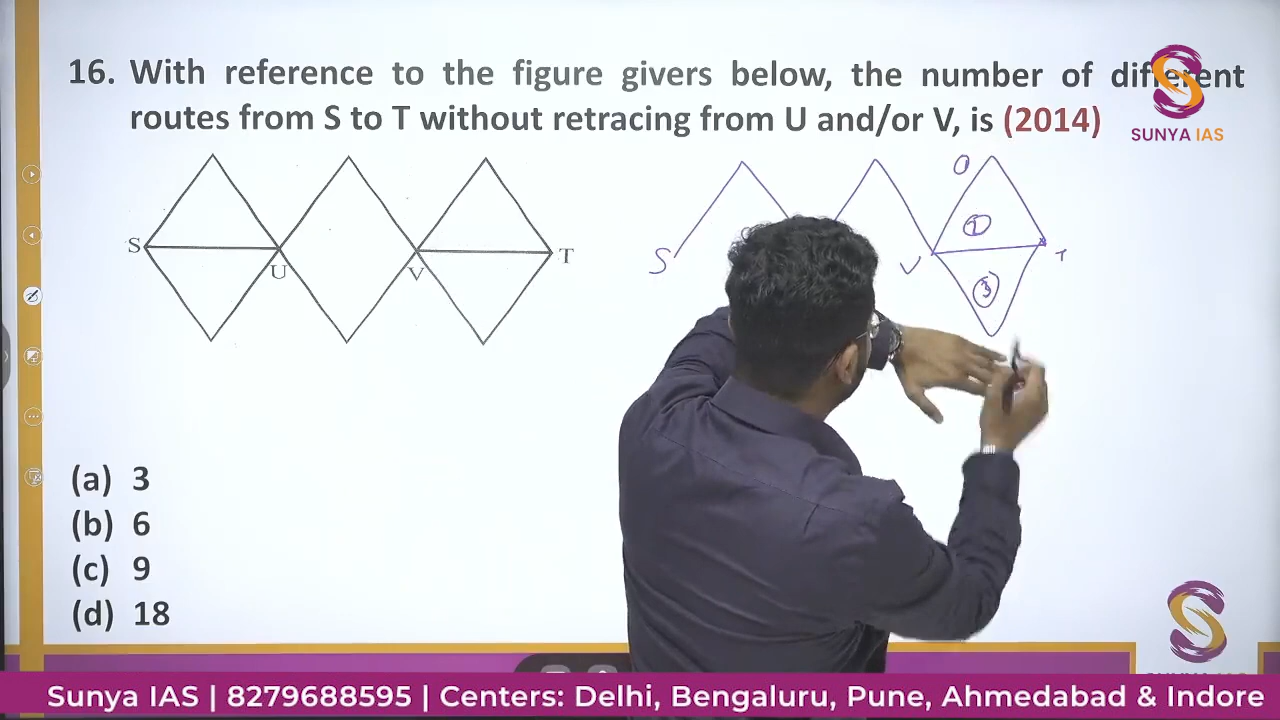 16. With reference to the figure givers below, the number of different
routes from S to T without retracing from U and/or V, is (2014)
SUNYA IAS
S
U
V
T
S
V
T
1
2
3
(a) 3
(b) 6
(c) 9
(d) 18
Sunya IAS | 8279688595 | Centers: Delhi, Bengaluru, Pune, Ahmedabad & Indore